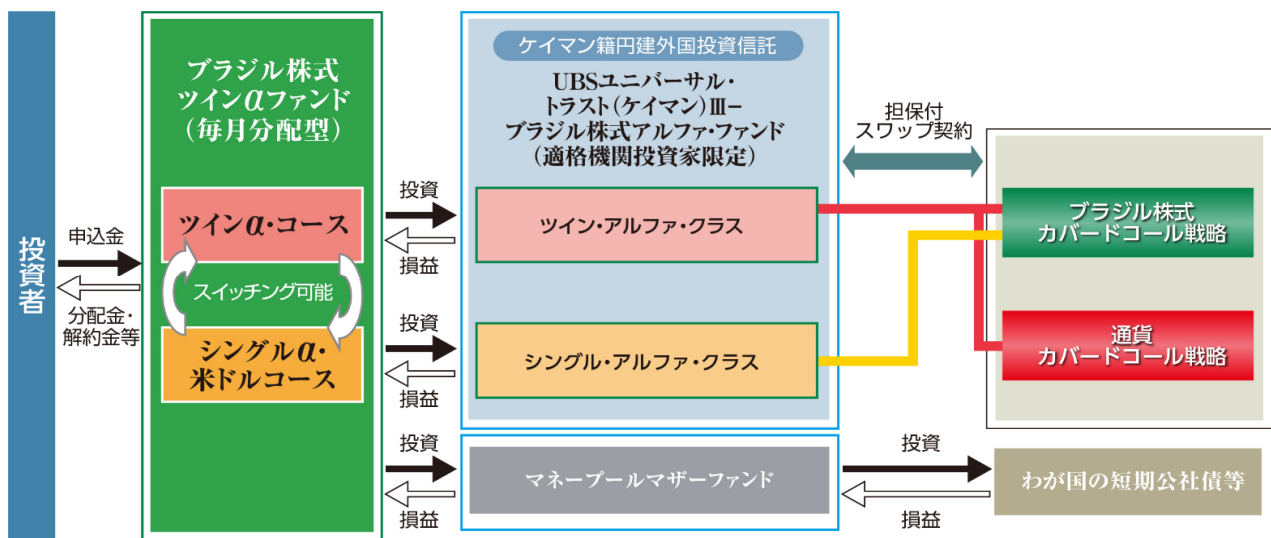 投資者
申込金
分配金・
解約金等
ブラジル株式
ツインαファンド
(毎月分配型)
ツインα・コース
スイッチング可能
シングルα・
米ドルコース
投資
損益
投資
損益
投資
損益
ケイマン籍円建外国投資信託
UBSユニバーサル・
トラスト(ケイマン)Ⅲ−
ブラジル株式アルファ・ファンド
(適格機関投資家限定)
ツイン・アルファ・クラス
シングル・アルファ・クラス
マネープールマザーファンド
担保付
スワップ契約
ブラジル株式
カバードコール戦略
通貨
カバードコール戦略
投資
損益
わが国の短期公社債等